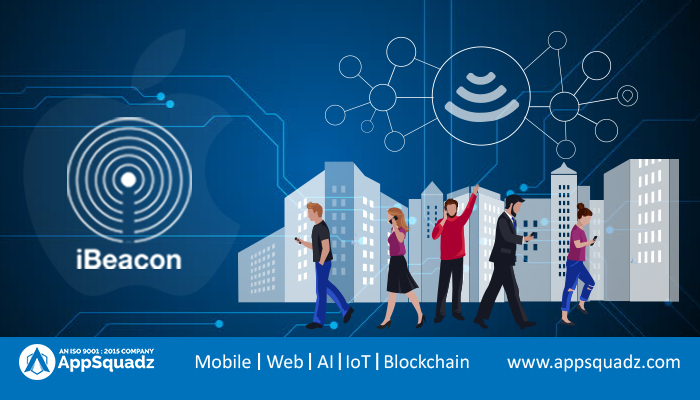 iBeacon
AN ISO 9001 : 2015 COMPANY
AppSquadz
Mobile | Web | AI | IoT | Blockchain
www.appsquadz.com